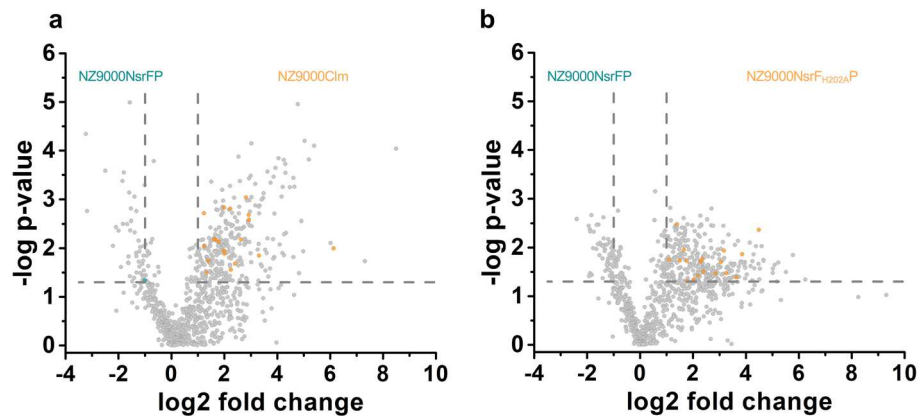 a
6
5
4
3
2
1
0
-log p-value
NZ9000NsrFP
NZ9000Clm
-4 -2 0 2 4 6 8 10
log2 fold change
b
6
5
4
3
2
1
0
-log p-value
NZ9000NsrFP
NZ9000NsrF_H202A P
-4 -2 0 2 4 6 8 10
log2 fold change